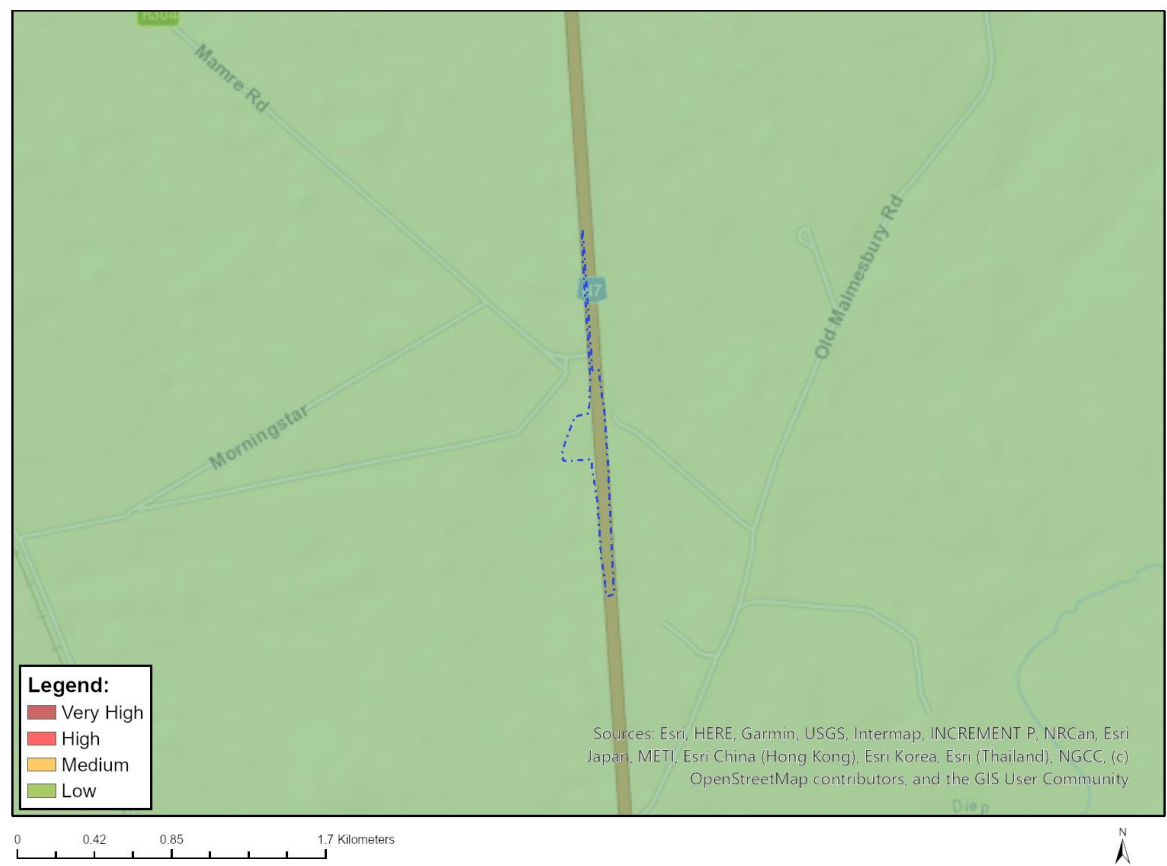 R304
Mamre Rd
N7
Old Malmesbury Rd
Morningstar
Legend:
Very High
High
Medium
Low
Sources: Esri, HERE, Garmin, USGS, Intermap, INCREMENT P, NRCan, Esri
Japan, METI, Esri China (Hong Kong), Esri Korea, Esri (Thailand), NGCC, (c)
OpenStreetMap contributors, and the GIS User Community
Diep
0 0.42 0.85 1.7 Kilometers
N